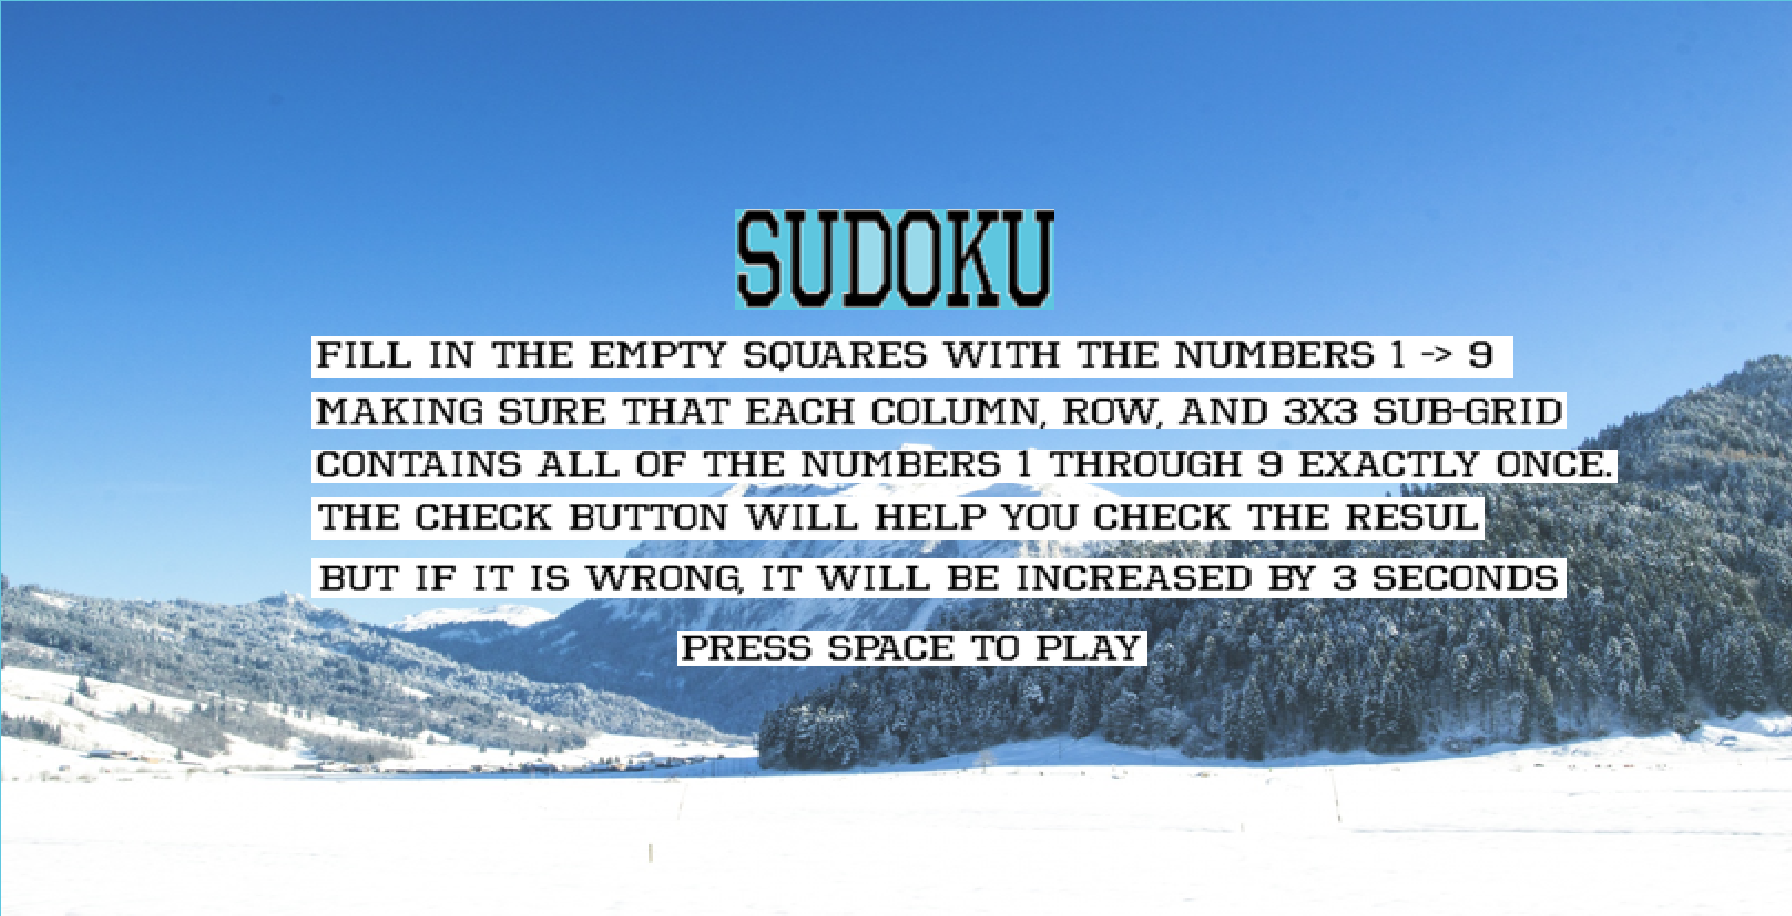 SUDOKU
FILL IN THE EMPTY SQUARES WITH THE NUMBERS 1 -> 9
MAKING SURE THAT EACH COLUMN, ROW, AND 3X3 SUB-GRID
CONTAINS ALL OF THE NUMBERS 1 THROUGH 9 EXACTLY ONCE.
THE CHECK BUTTON WILL HELP YOU CHECK THE RESUL
BUT IF IT IS WRONG, IT WILL BE INCREASED BY 3 SECONDS
PRESS SPACE TO PLAY